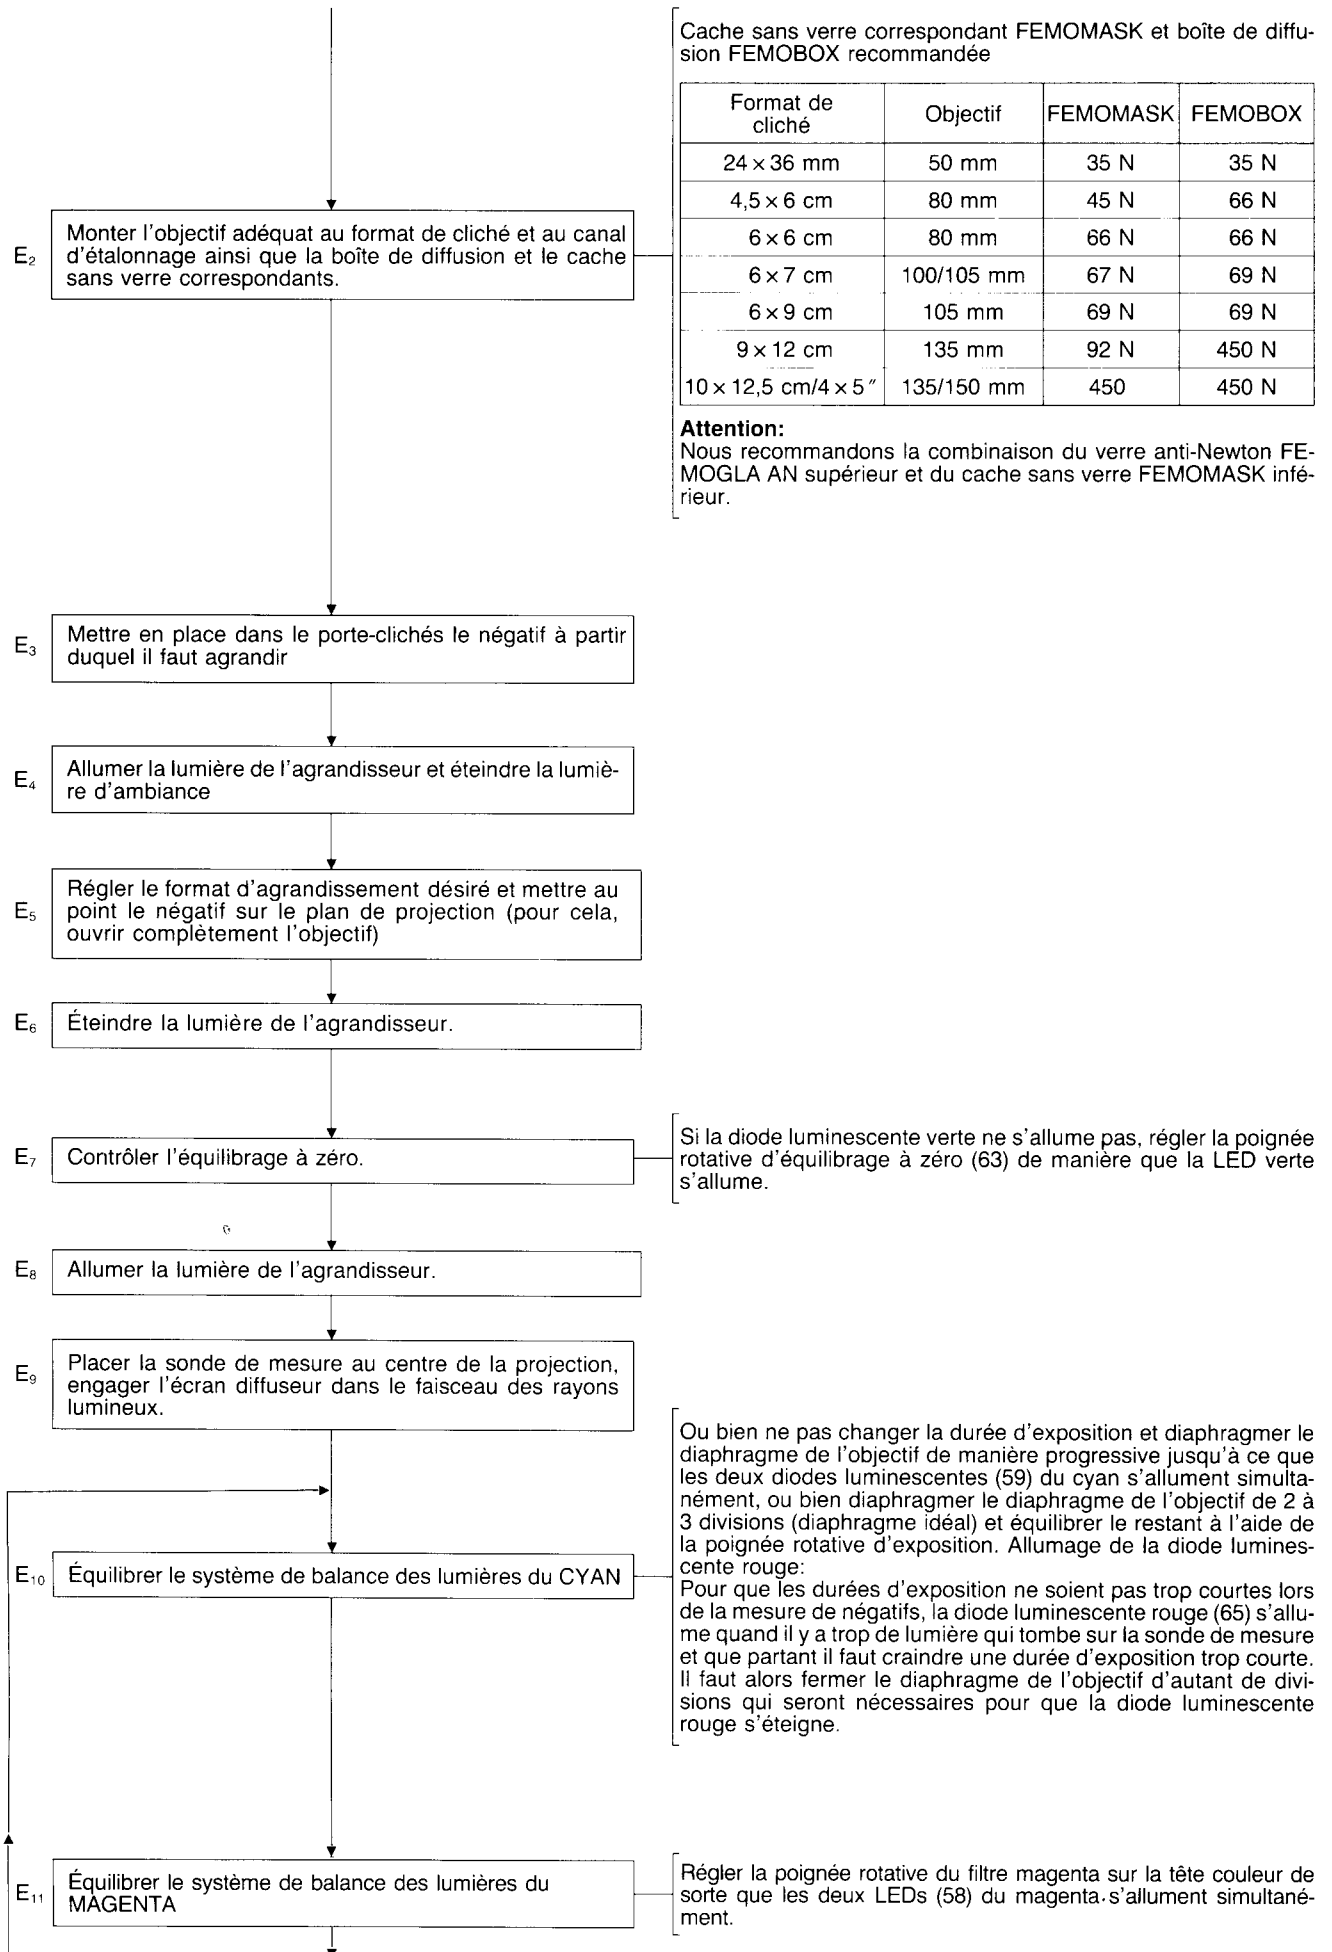 Cache sans verre correspondant FEMOMASK et boîte de diffu-
sion FEMOBOX recommandée
Format de cliché | Objectif | FEMOMASK | FEMOBOX
24 × 36 mm | 50 mm | 35 N | 35 N
4,5 × 6 cm | 80 mm | 45 N | 66 N
6 × 6 cm | 80 mm | 66 N | 66 N
6 × 7 cm | 100/105 mm | 67 N | 69 N
6 × 9 cm | 105 mm | 69 N | 69 N
9 × 12 cm | 135 mm | 92 N | 450 N
10 × 12,5 cm/4 × 5″ | 135/150 mm | 450 | 450 N
Attention:
Nous recommandons la combinaison du verre anti-Newton FE-
MOGLA AN supérieur et du cache sans verre FEMOMASK infé-
rieur.
E₂
Monter l'objectif adéquat au format de cliché et au canal
d'étalonnage ainsi que la boîte de diffusion et le cache
sans verre correspondants.
E₃
Mettre en place dans le porte-clichés le négatif à partir
duquel il faut agrandir
E₄
Allumer la lumière de l'agrandisseur et éteindre la lumiè-
re d'ambiance
E₅
Régler le format d'agrandissement désiré et mettre au
point le négatif sur le plan de projection (pour cela,
ouvrir complètement l'objectif)
E₆
Éteindre la lumière de l'agrandisseur.
E₇
Contrôler l'équilibrage à zéro.
Si la diode luminescente verte ne s'allume pas, régler la poignée
rotative d'équilibrage à zéro (63) de manière que la LED verte
s'allume.
E₈
Allumer la lumière de l'agrandisseur.
E₉
Placer la sonde de mesure au centre de la projection,
engager l'écran diffuseur dans le faisceau des rayons
lumineux.
E₁₀
Équilibrer le système de balance des lumières du CYAN
Ou bien ne pas changer la durée d'exposition et diaphragmer le
diaphragme de l'objectif de manière progressive jusqu'à ce que
les deux diodes luminescentes (59) du cyan s'allument simulta-
nément, ou bien diaphragmer le diaphragme de l'objectif de 2 à
3 divisions (diaphragme idéal) et équilibrer le restant à l'aide de
la poignée rotative d'exposition. Allumage de la diode lumines-
cente rouge:
Pour que les durées d'exposition ne soient pas trop courtes lors
de la mesure de négatifs, la diode luminescente rouge (65) s'allu-
me quand il y a trop de lumière qui tombe sur la sonde de mesure
et que partant il faut craindre une durée d'exposition trop courte.
Il faut alors fermer le diaphragme de l'objectif d'autant de divi-
sions qui seront nécessaires pour que la diode luminescente
rouge s'éteigne.
E₁₁
Équilibrer le système de balance des lumières du
MAGENTA
Régler la poignée rotative du filtre magenta sur la tête couleur de
sorte que les deux LEDs (58) du magenta s'allument simultané-
ment.